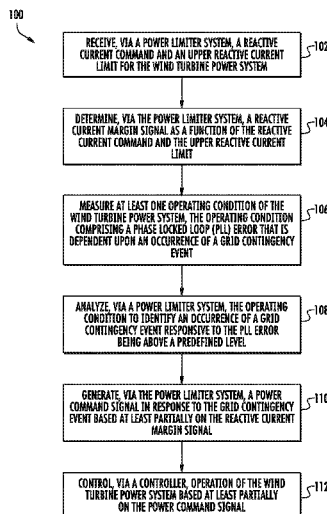 100
RECEIVE, VIA A POWER LIMITER SYSTEM, A REACTIVE
CURRENT COMMAND AND AN UPPER REACTIVE CURRENT
LIMIT FOR THE WIND TURBINE POWER SYSTEM
102
DETERMINE, VIA THE POWER LIMITER SYSTEM, A REACTIVE
CURRENT MARGIN SIGNAL AS A FUNCTION OF THE REACTIVE
CURRENT COMMAND AND THE UPPER REACTIVE CURRENT
LIMIT
104
MEASURE AT LEAST ONE OPERATING CONDITION OF THE
WIND TURBINE POWER SYSTEM, THE OPERATING CONDITION
COMPRISING A PHASE LOCKED LOOP (PLL) ERROR THAT IS
DEPENDENT UPON AN OCCURRENCE OF A GRID CONTINGENCY
EVENT
106
ANALYZE, VIA A POWER LIMITER SYSTEM, THE OPERATING
CONDITION TO IDENTIFY AN OCCURRENCE OF A GRID
CONTINGENCY EVENT RESPONSIVE TO THE PLL ERROR
BEING ABOVE A PREDEFINED LEVEL
108
GENERATE, VIA THE POWER LIMITER SYSTEM, A POWER
COMMAND SIGNAL IN RESPONSE TO THE GRID CONTINGENCY
EVENT BASED AT LEAST PARTIALLY ON THE REACTIVE CURRENT
MARGIN SIGNAL
110
CONTROL, VIA A CONTROLLER, OPERATION OF THE WIND
TURBINE POWER SYSTEM BASED AT LEAST PARTIALLY
ON THE POWER COMMAND SIGNAL
112